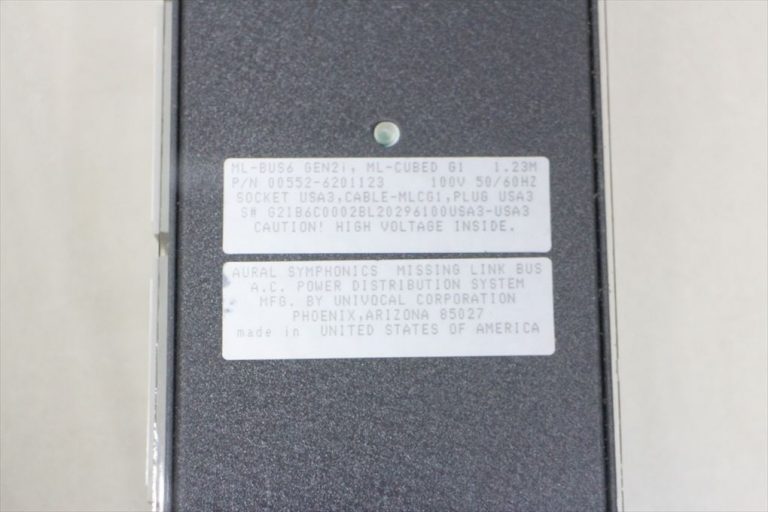 ML-BUS6 GEN2i, ML-CUBED G1 1.23M
P/N 00552-6201123 100V 50/60HZ
SOCKET USA3,CABLE-MLCG1,PLUG USA3
S# G2IB6C0002BL20296100USA3-USA3
CAUTION! HIGH VOLTAGE INSIDE.
AURAL SYMPHONICS MISSING LINK BUS
A.C. POWER DISTRIBUTION SYSTEM
MFG. BY UNIVOCAL CORPORATION
PHOENIX,ARIZONA 85027
made in UNITED STATES OF AMERICA